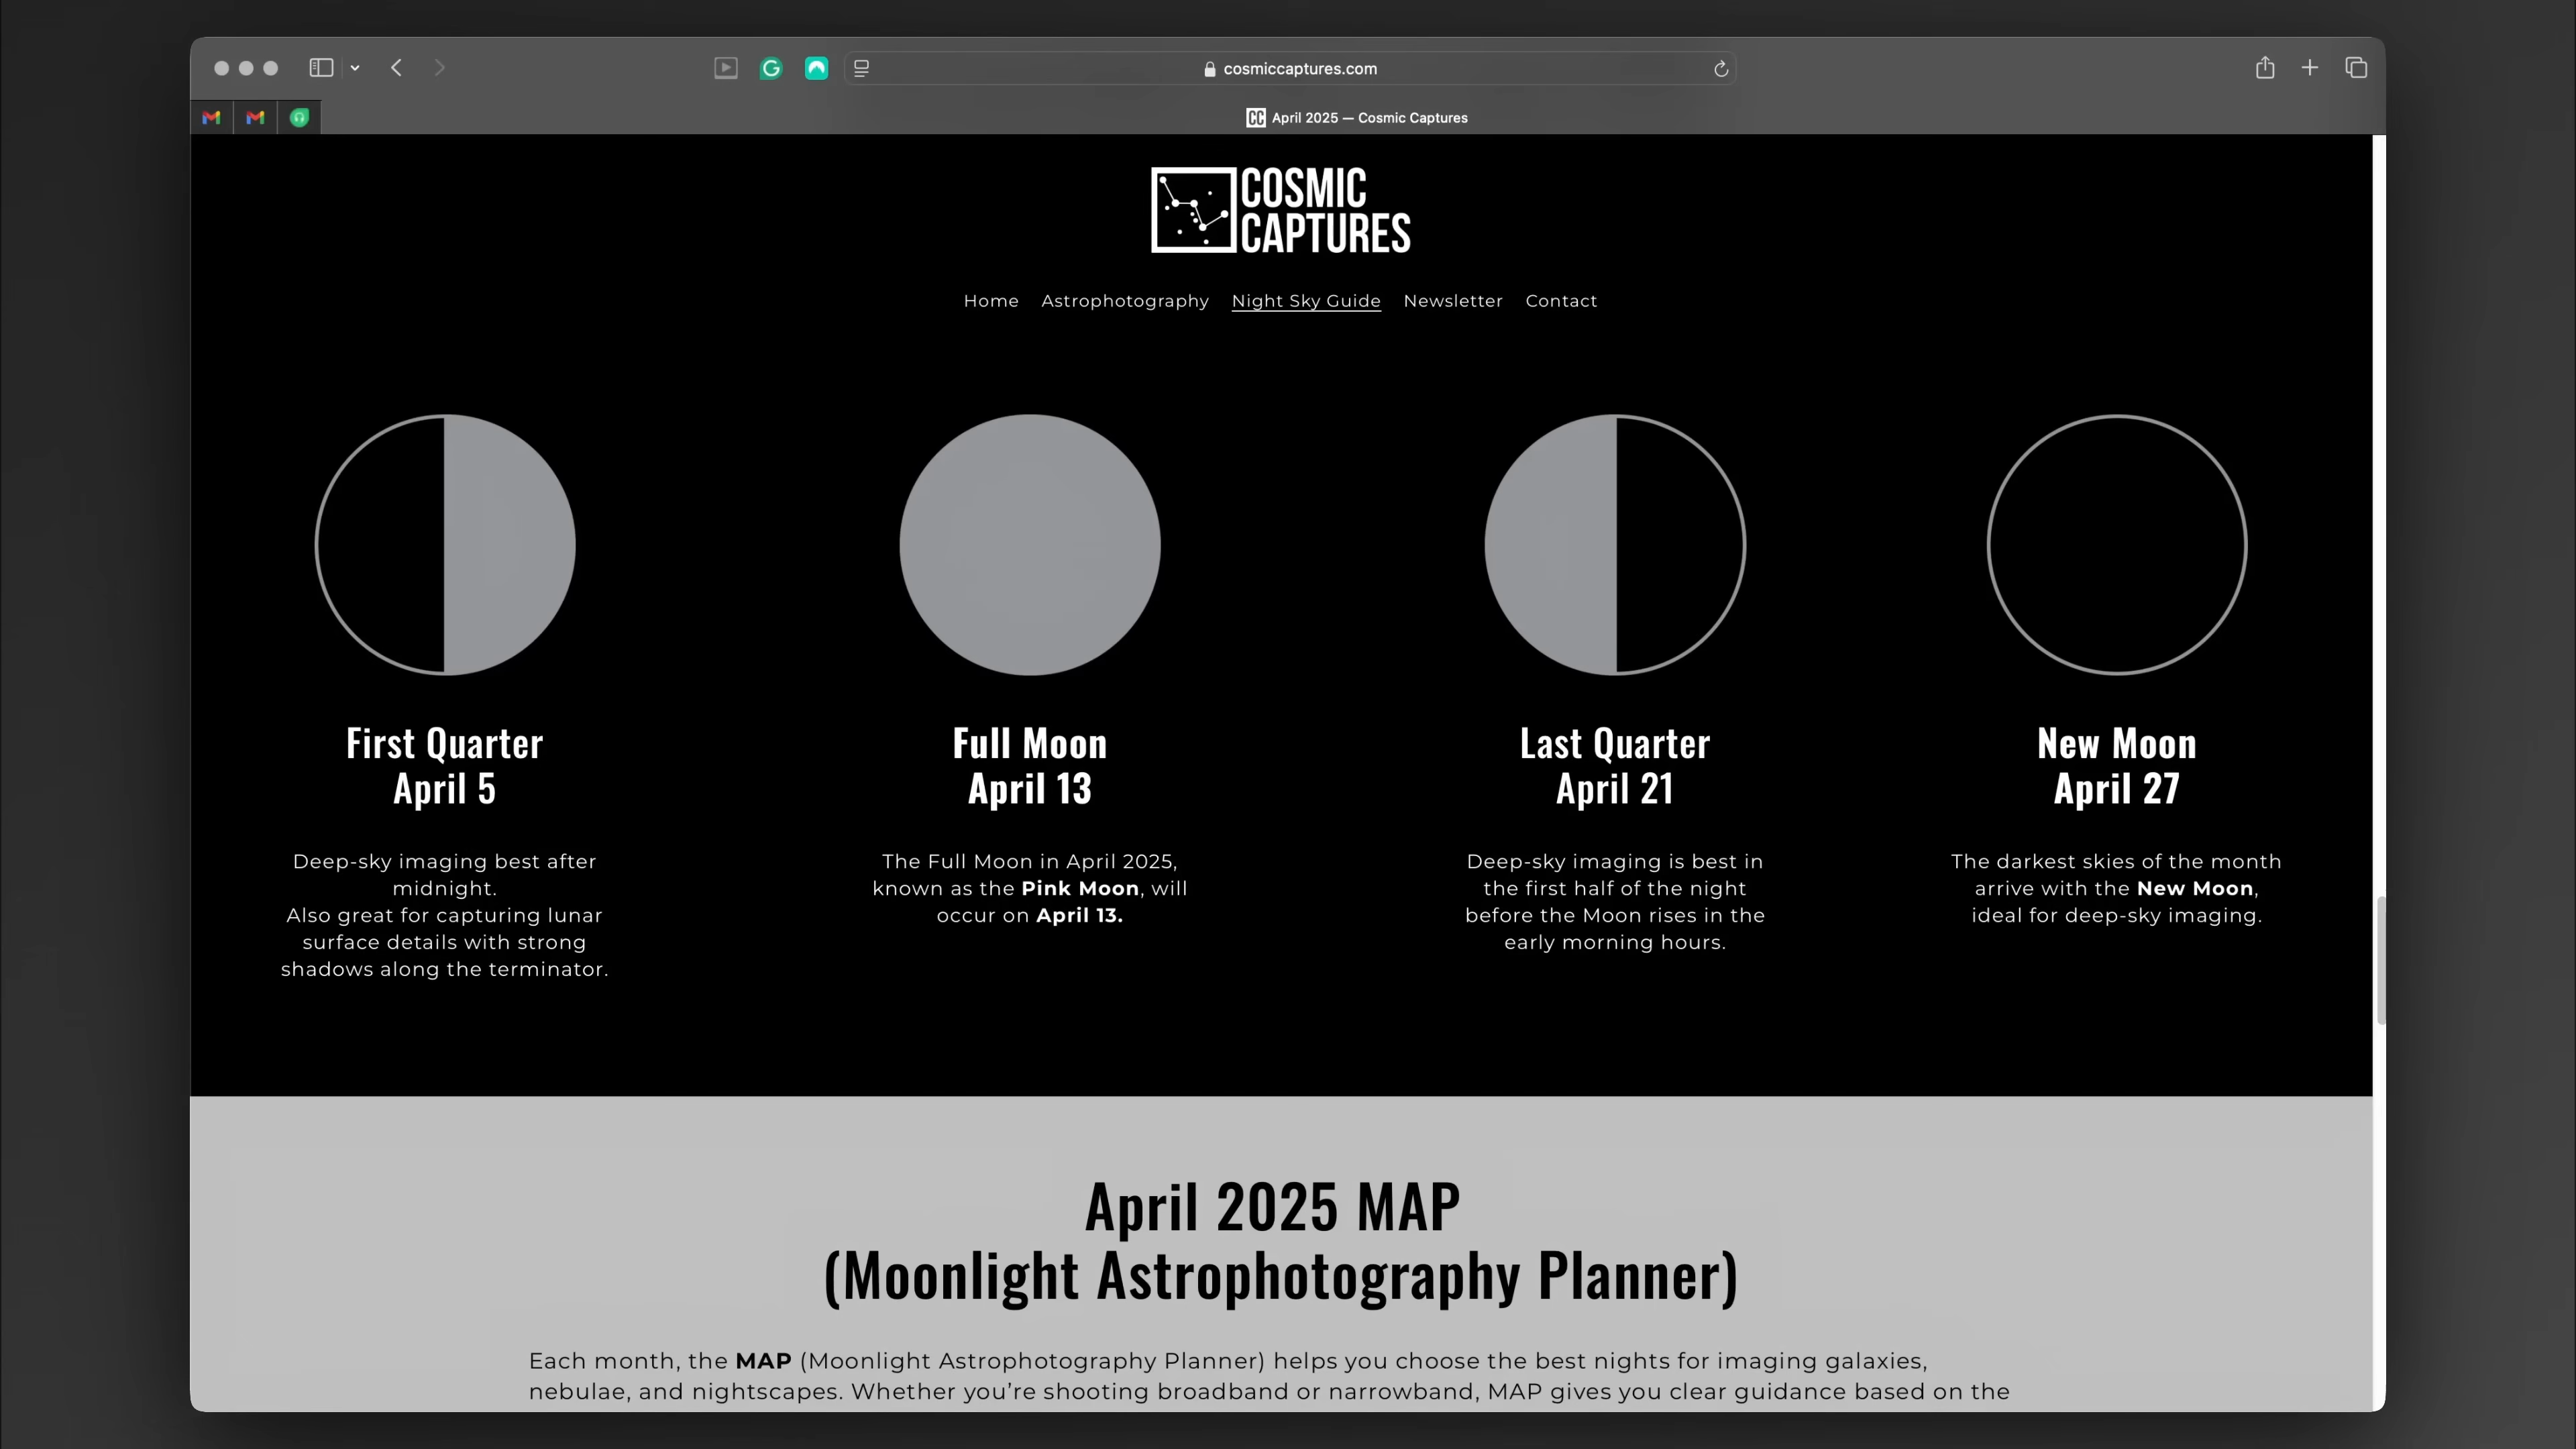 cosmiccaptures.com
April 2025 — Cosmic Captures
COSMIC
CAPTURES
Home Astrophotography Night Sky Guide Newsletter Contact
First Quarter
April 5
Deep-sky imaging best after
midnight.
Also great for capturing lunar
surface details with strong
shadows along the terminator.
Full Moon
April 13
The Full Moon in April 2025,
known as the Pink Moon, will
occur on April 13.
Last Quarter
April 21
Deep-sky imaging is best in
the first half of the night
before the Moon rises in the
early morning hours.
New Moon
April 27
The darkest skies of the month
arrive with the New Moon,
ideal for deep-sky imaging.
April 2025 MAP
(Moonlight Astrophotography Planner)
Each month, the MAP (Moonlight Astrophotography Planner) helps you choose the best nights for imaging galaxies,
nebulae, and nightscapes. Whether you’re shooting broadband or narrowband, MAP gives you clear guidance based on the